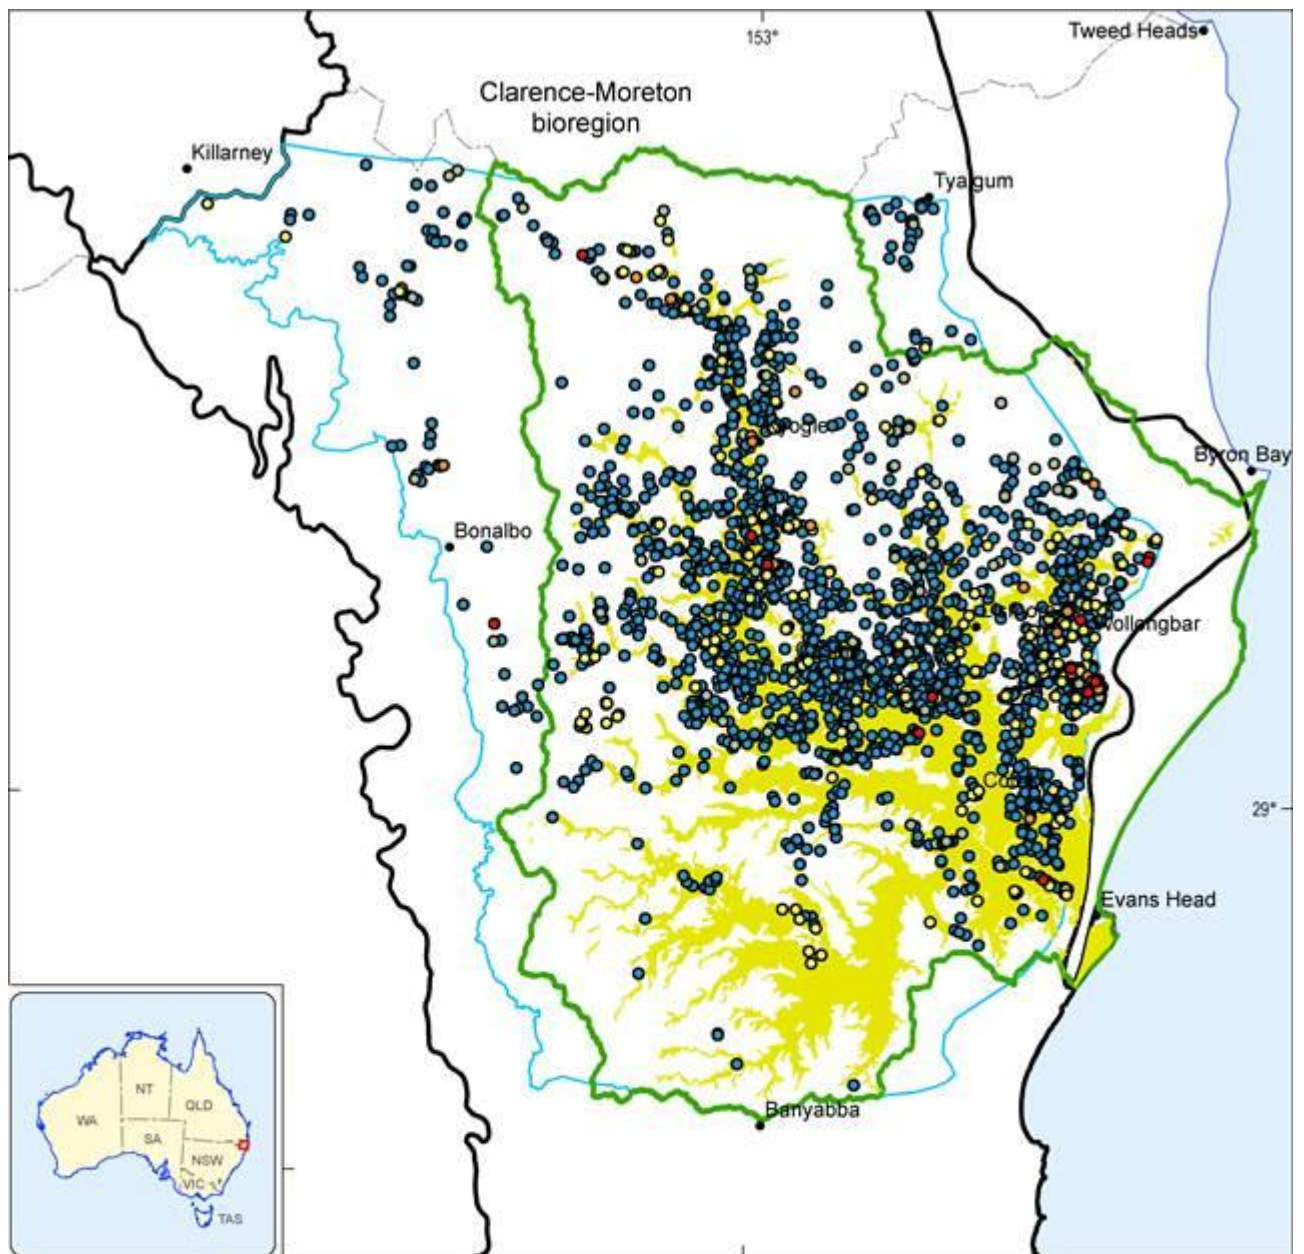 153°
Tweed Heads
Clarence-Moreton
bioregion
Killarney
Tyalgum
Byron Bay
Bonalbo
Wollongbar
29°
Evans Head
Banyabba
NT
QLD
WA
SA
NSW
VIC
TAS